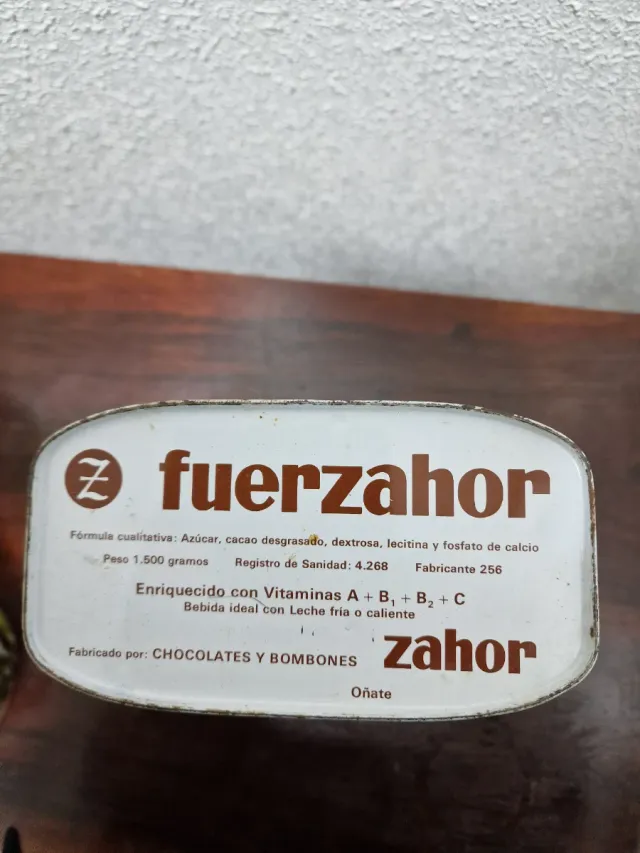 Z fuerzahor
Fórmula cualitativa: Azúcar, cacao desgrasado, dextrosa, lecitina y fosfato de calcio
Peso 1.500 gramos Registro de Sanidad: 4.268 Fabricante 256
Enriquecido con Vitaminas A + B₁ + B₂ + C
Bebida ideal con Leche fría o caliente
Fabricado por: CHOCOLATES Y BOMBONES zahor
Oñate